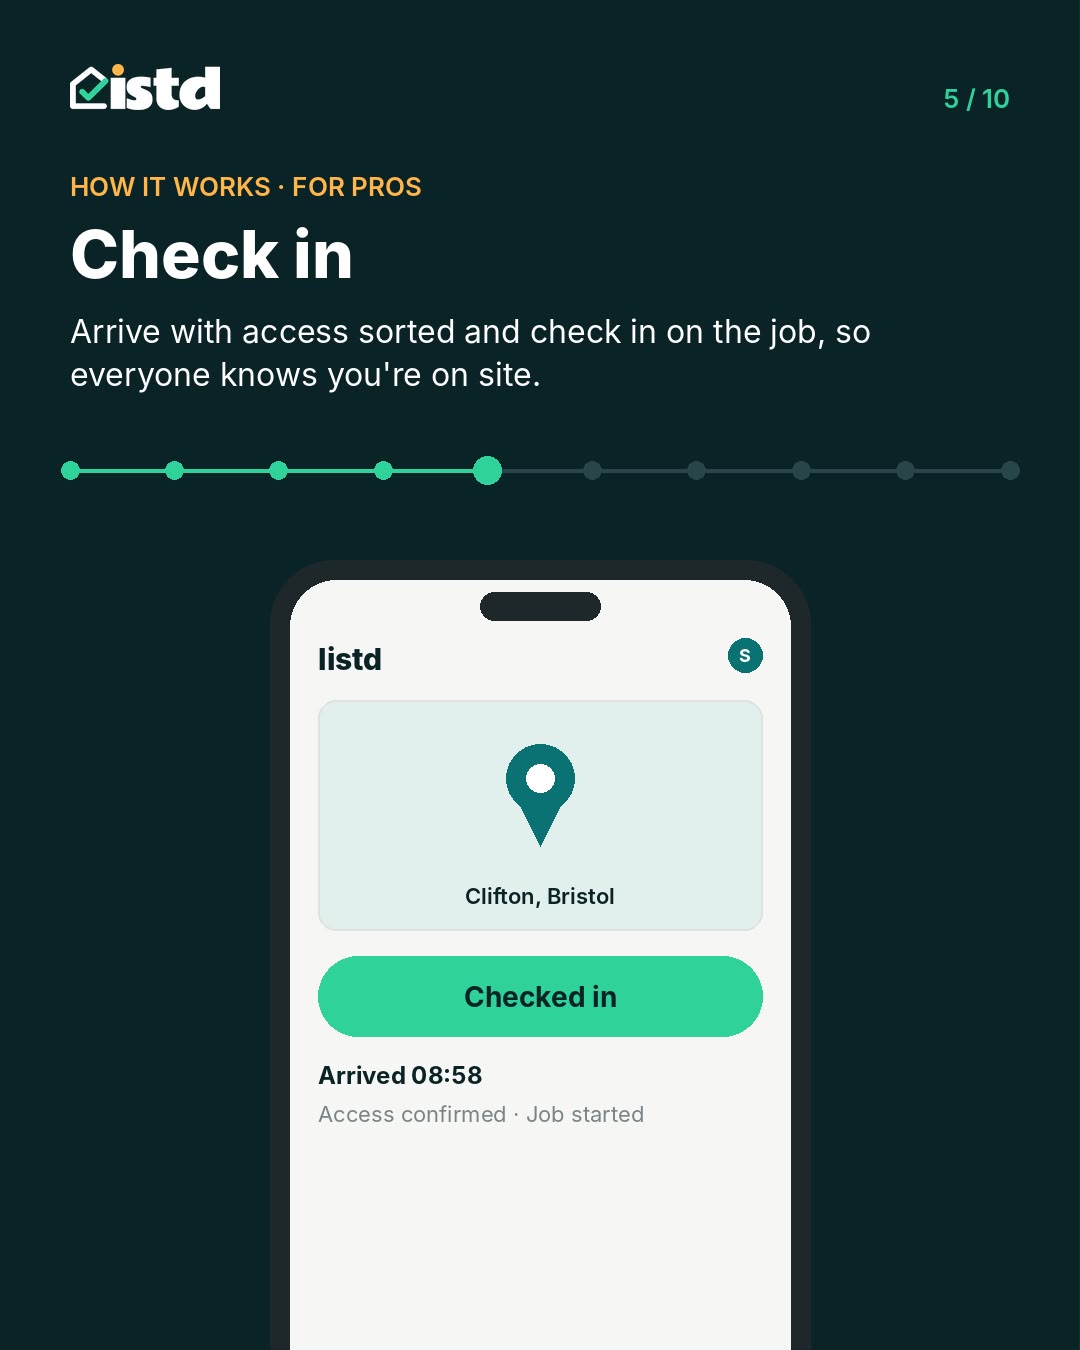 listd
5 / 10
HOW IT WORKS · FOR PROS
Check in
Arrive with access sorted and check in on the job, so
everyone knows you're on site.
listd
S
Clifton, Bristol
Checked in
Arrived 08:58
Access confirmed · Job started